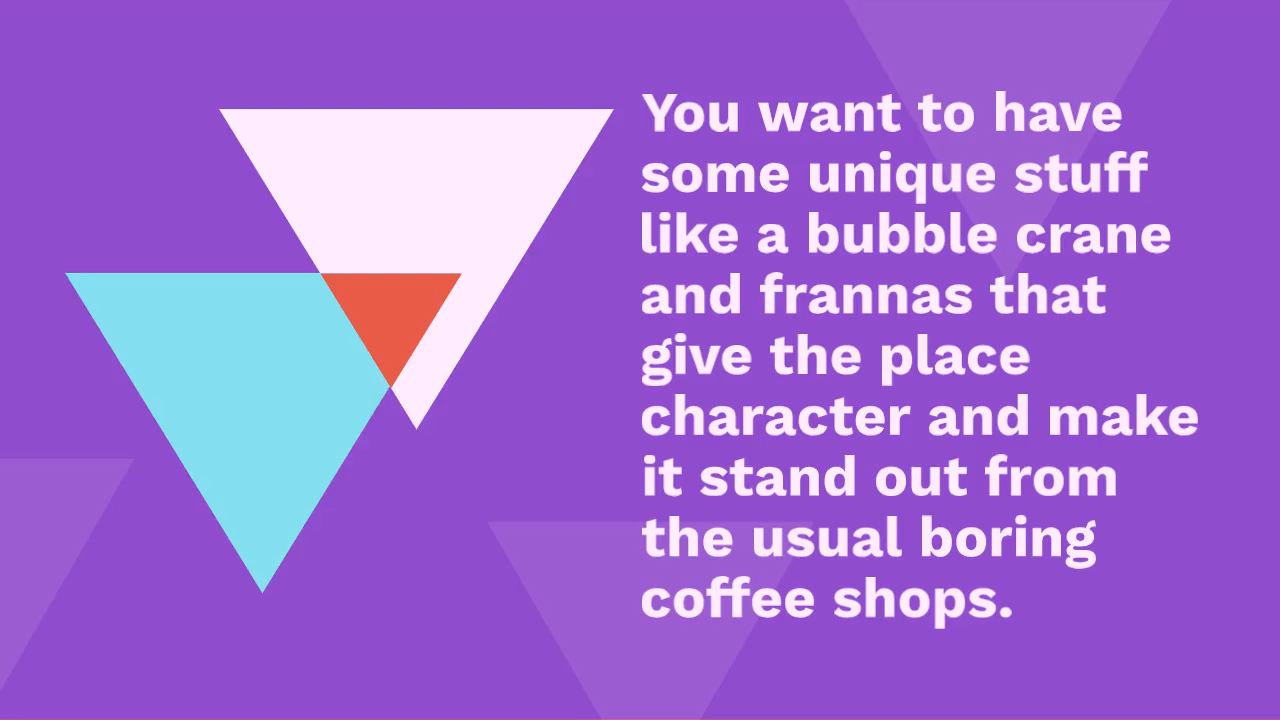 You want to have
some unique stuff
like a bubble crane
and frannas that
give the place
character and make
it stand out from
the usual boring
coffee shops.